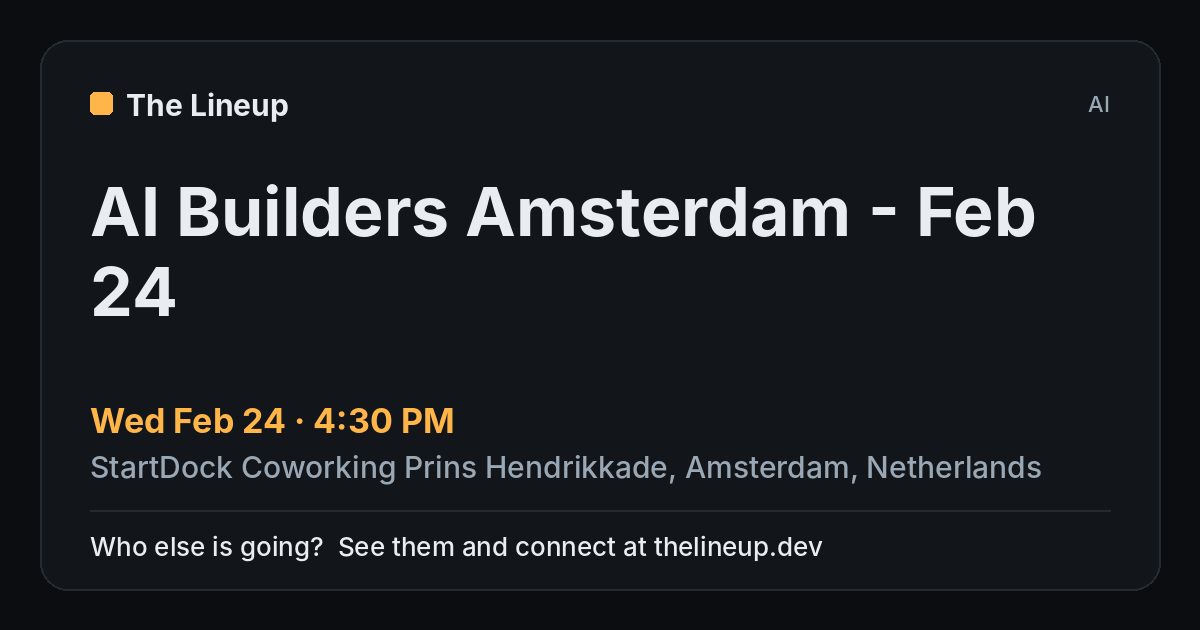 The Lineup
AI
AI Builders Amsterdam - Feb
24
Wed Feb 24 · 4:30 PM
StartDock Coworking Prins Hendrikkade, Amsterdam, Netherlands
Who else is going? See them and connect at thelineup.dev